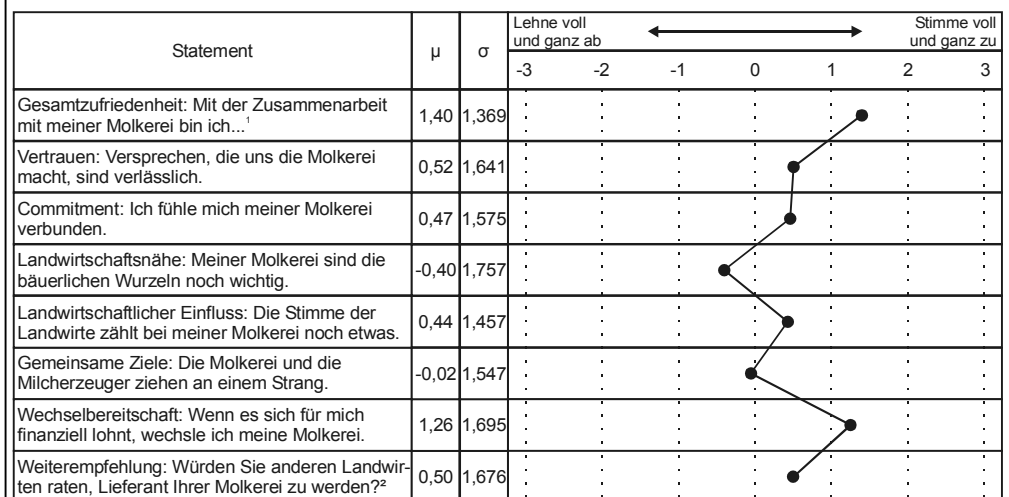 Statement μ σ Lehne voll und ganz ab Stimme voll und ganz zu
-3 -2 -1 0 1 2 3
Gesamtzufriedenheit: Mit der Zusammenarbeit
mit meiner Molkerei bin ich...¹ 1,40 1,369
Vertrauen: Versprechen, die uns die Molkerei
macht, sind verlässlich. 0,52 1,641
Commitment: Ich fühle mich meiner Molkerei
verbunden. 0,47 1,575
Landwirtschaftsnähe: Meiner Molkerei sind die
bäuerlichen Wurzeln noch wichtig. -0,40 1,757
Landwirtschaftlicher Einfluss: Die Stimme der
Landwirte zählt bei meiner Molkerei noch etwas. 0,44 1,457
Gemeinsame Ziele: Die Molkerei und die
Milcherzeuger ziehen an einem Strang. -0,02 1,547
Wechselbereitschaft: Wenn es sich für mich
finanziell lohnt, wechsle ich meine Molkerei. 1,26 1,695
Weiterempfehlung: Würden Sie anderen Landwir-
ten raten, Lieferant Ihrer Molkerei zu werden?² 0,50 1,676